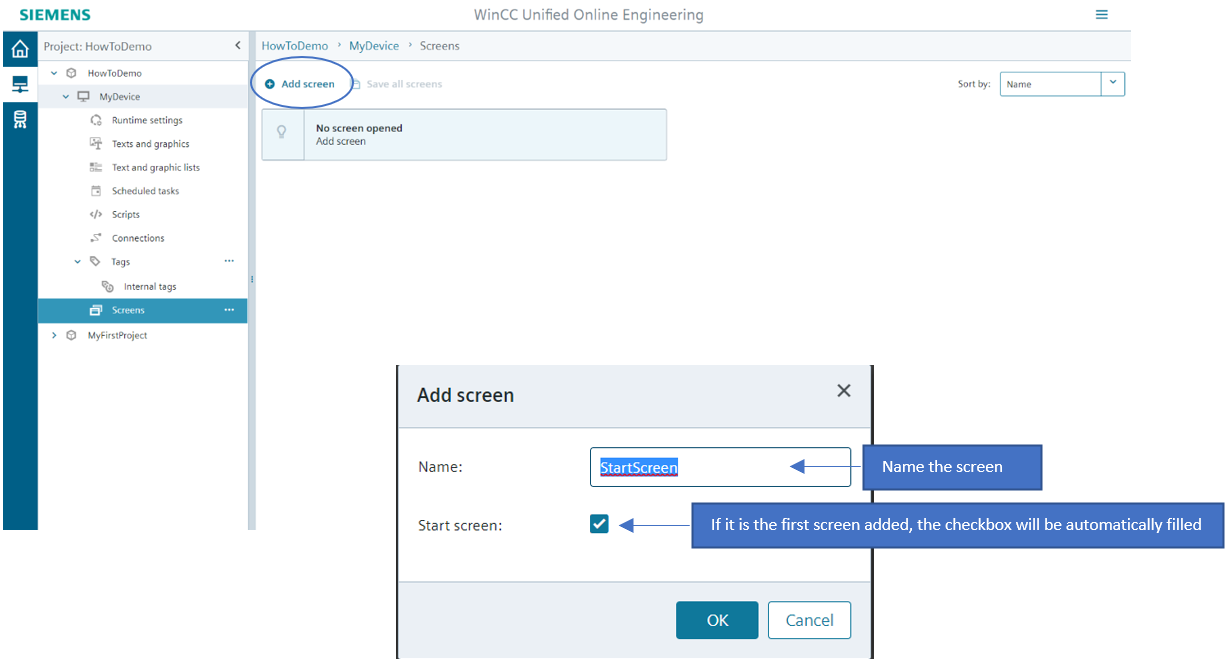 SIEMENS
WinCC Unified Online Engineering
Project: HowToDemo
HowToDemo > MyDevice > Screens
HowToDemo
MyDevice
Runtime settings
Texts and graphics
Text and graphic lists
Scheduled tasks
Scripts
Connections
Tags
Internal tags
Screens
MyFirstProject
Add screen
Save all screens
Sort by:
Name
No screen opened
Add screen
Add screen
Name:
StartScreen
Name the screen
Start screen:
If it is the first screen added, the checkbox will be automatically filled
OK
Cancel